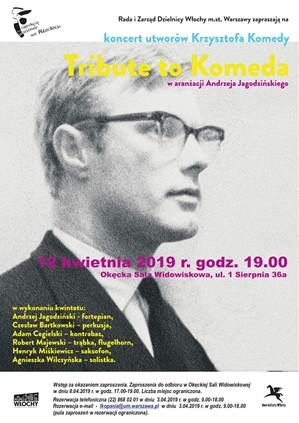 Rada i Zarząd Dzielnicy Włochy m.st. Warszawy zapraszają na
koncert utworów Krzysztofa Komedy
Tribute to Komeda
w aranżacji Andrzeja Jagodzińskiego
12 kwietnia 2019 r. godz. 19.00
Okęcka Sala Widowiskowa, ul. 1 Sierpnia 36a
w wykonaniu kwintetu:
Andrzej Jagodziński - fortepian,
Czesław Bartkowski – perkusja,
Adam Cegielski – kontrabas,
Robert Majewski – trąbka, flugelhorn,
Henryk Miśkiewicz – saksofon,
Agnieszka Wilczyńska – solistka.
Wstęp za okazaniem zaproszenia. Zaproszenia do odbioru w Okęckiej Sali Widowiskowej
w dniu 8.04.2019 r. w godz. 17.00-19.00. Liczba miejsc ograniczona.
Rezerwacja telefoniczna (22) 868 02 01 w dniu 3.04.2019 r. w godz. 9.00-18.00
Rezerwacja e-mail - tkopania@um.warszawa.pl w dniu 3.04.2019 r. w godz. 9.00-18.00
(pula zaproszeń w rezerwacji ograniczona).
WŁOCHY